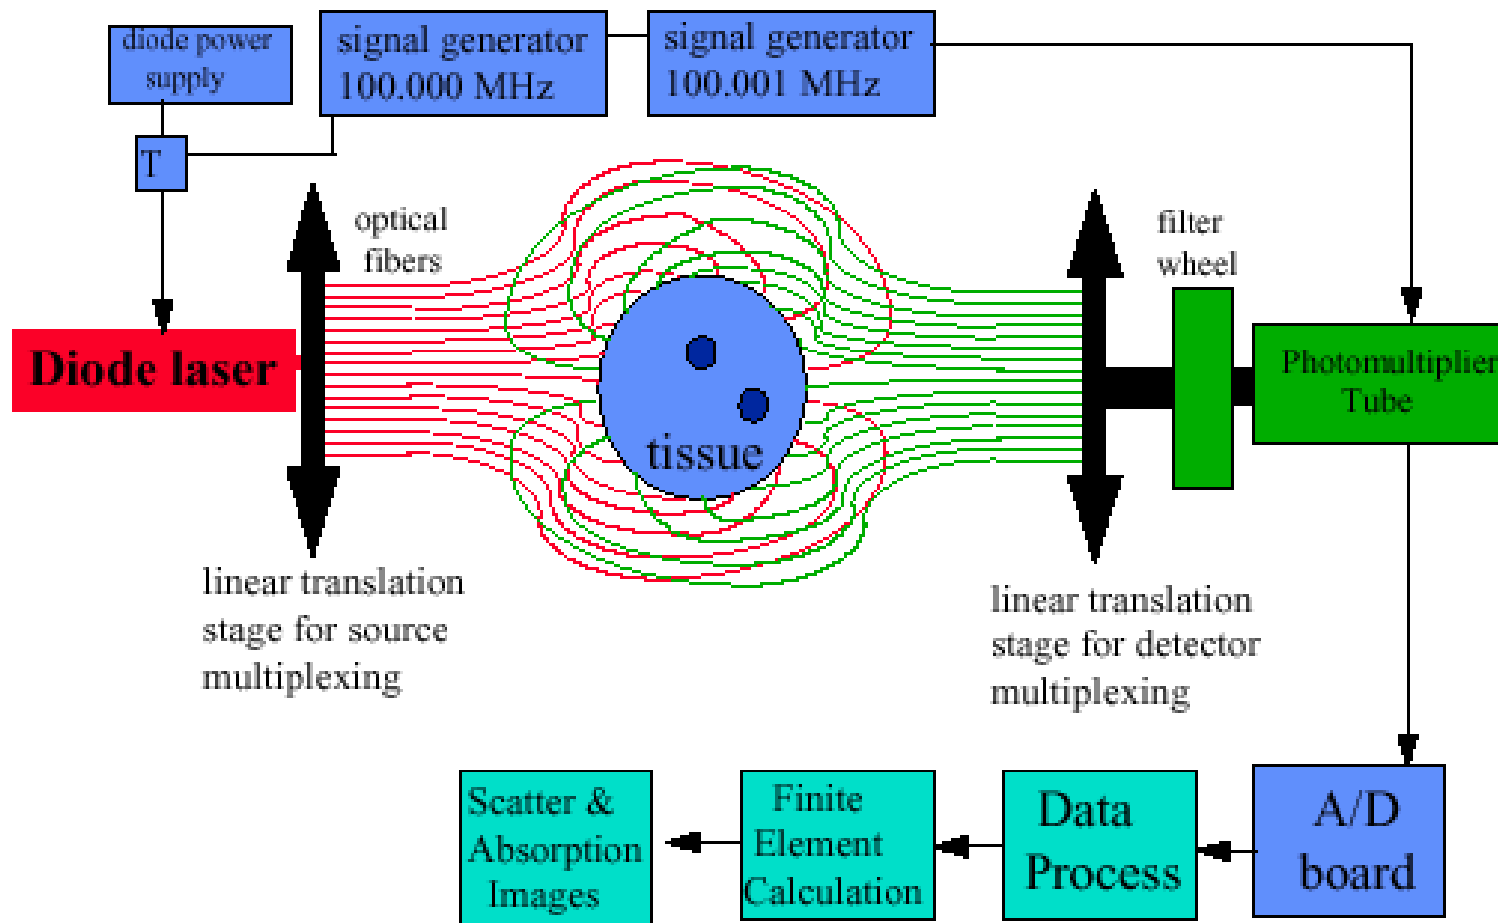 diode power
supply
signal generator
100.000 MHz
signal generator
100.001 MHz
T
optical
fibers
filter
wheel
Diode laser
Photomultiplier
Tube
tissue
linear translation
stage for source
multiplexing
linear translation
stage for detector
multiplexing
Scatter &
Absorption
Images
Finite
Element
Calculation
Data
Process
A/D
board